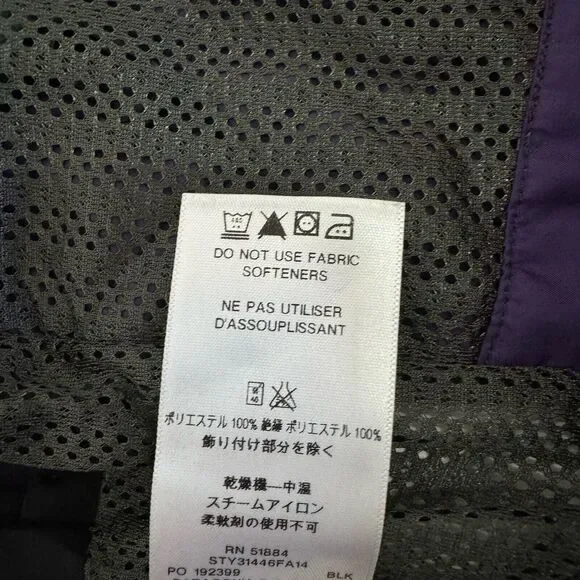 DO NOT USE FABRIC
SOFTENERS
NE PAS UTILISER
D'ASSOUPLISSANT
40
ポリエステル 100% 絶縁 ポリエステル 100%
飾り付け部分を除く
乾燥機―中温
スチームアイロン
柔軟剤の使用不可
RN 51884
STY31446FA14
PO 192399 BLK